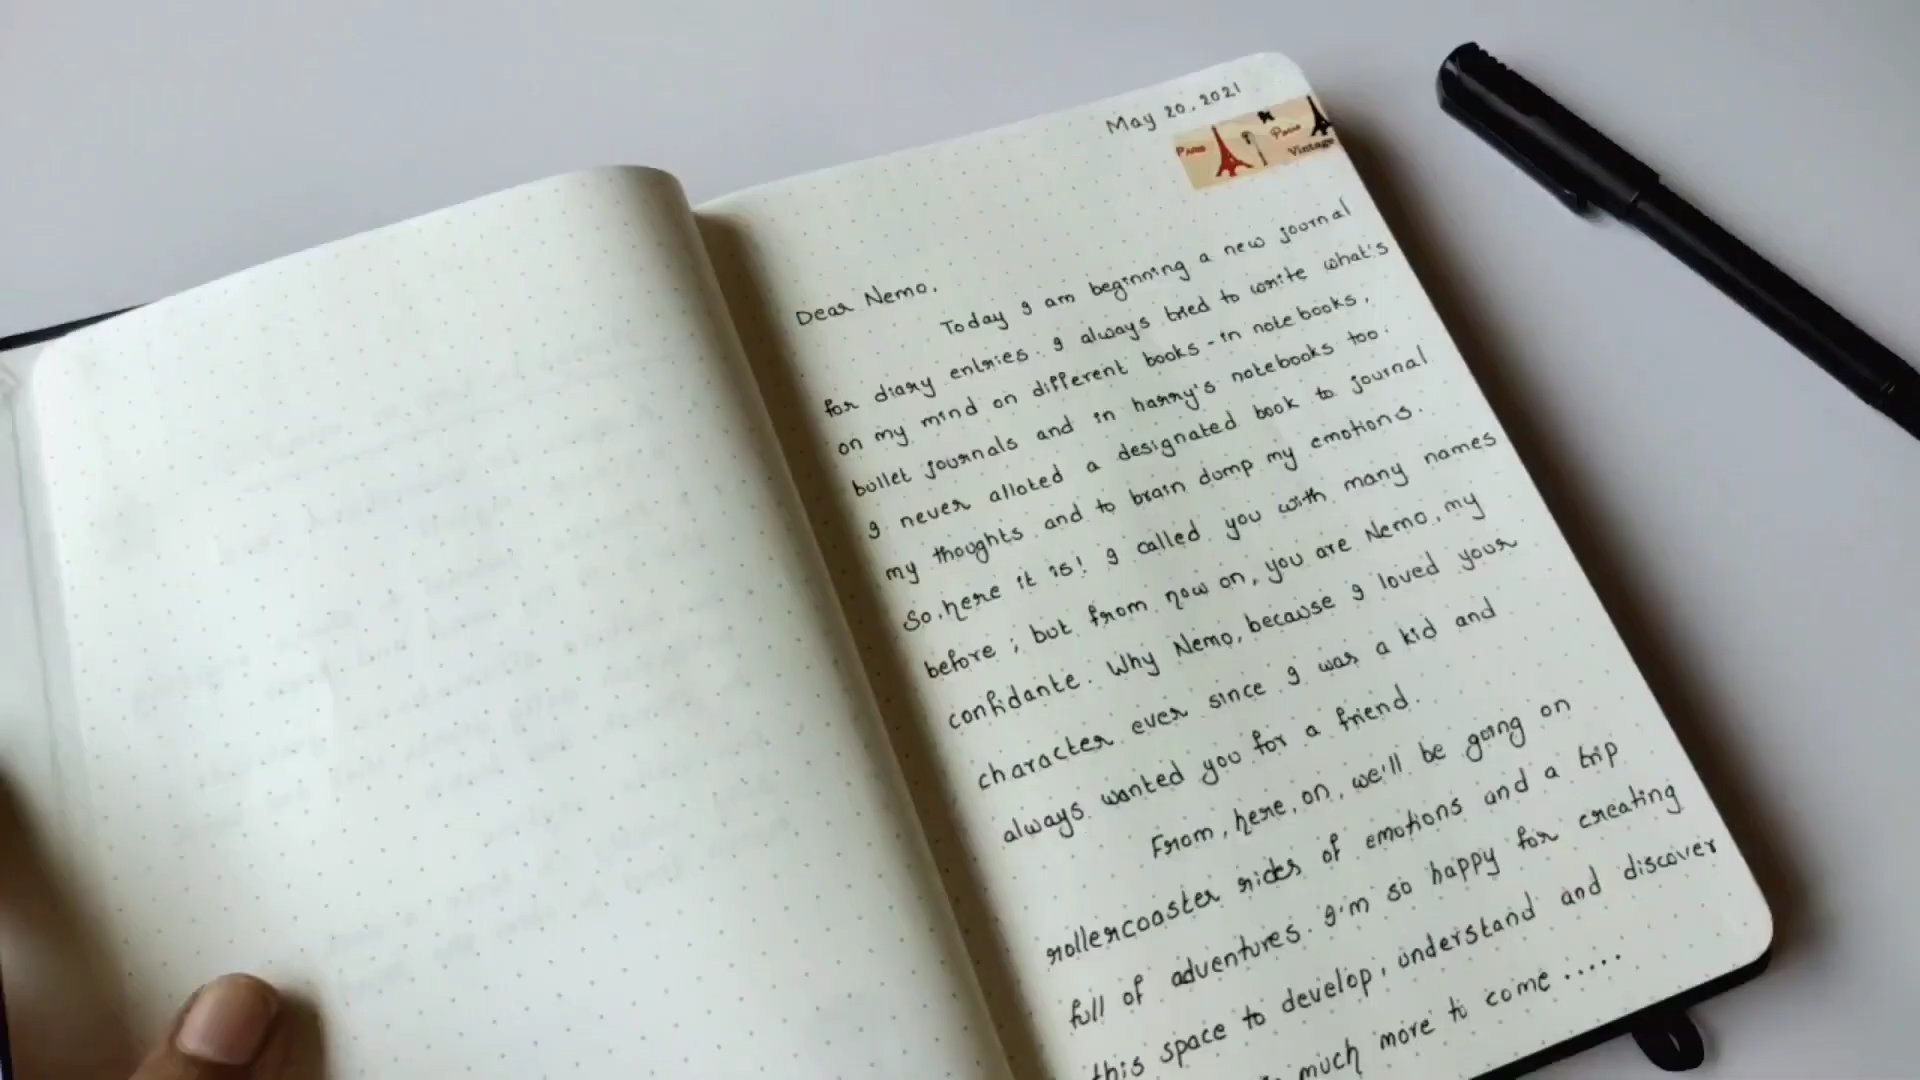 May 20, 2021
PARIS Paris Vintage
Dear Nemo,
Today I am beginning a new journal
for diary entries. I always tried to write what's
on my mind on different books - in notebooks,
bullet journals and in harry's notebooks too.
I never alloted a designated book to journal
my thoughts and to brain dump my emotions.
So, here it is! I called you with many names
before; but from now on, you are Nemo, my
confidante. Why Nemo, because I loved your
character ever since I was a kid and
always wanted you for a friend.
From, here, on, we'll be going on
rollercoaster rides of emotions and a trip
full of adventures. I'm so happy for creating
this space to develop, understand and discover
much more to come .....